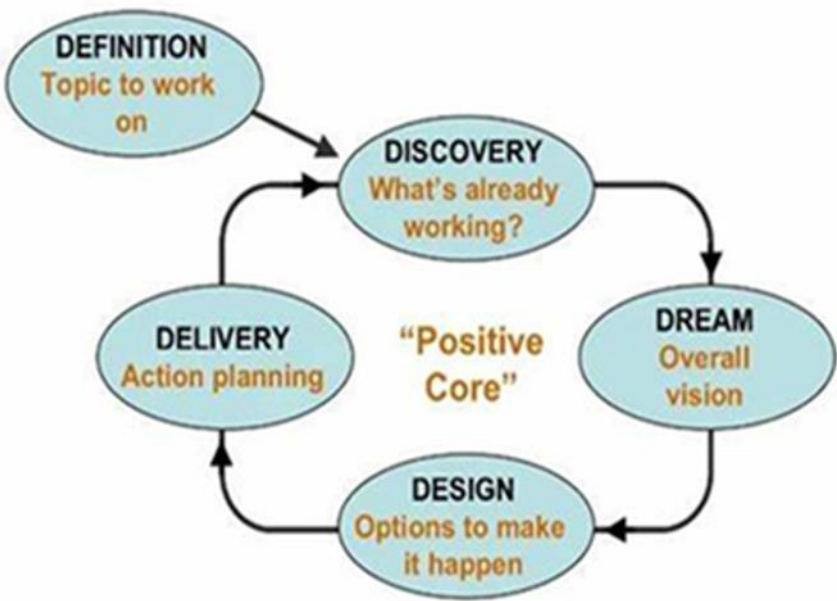 DEFINITION
Topic to work
on
DISCOVERY
What's already
working?
DREAM
Overall
vision
DESIGN
Options to make
it happen
DELIVERY
Action planning
“Positive
Core”